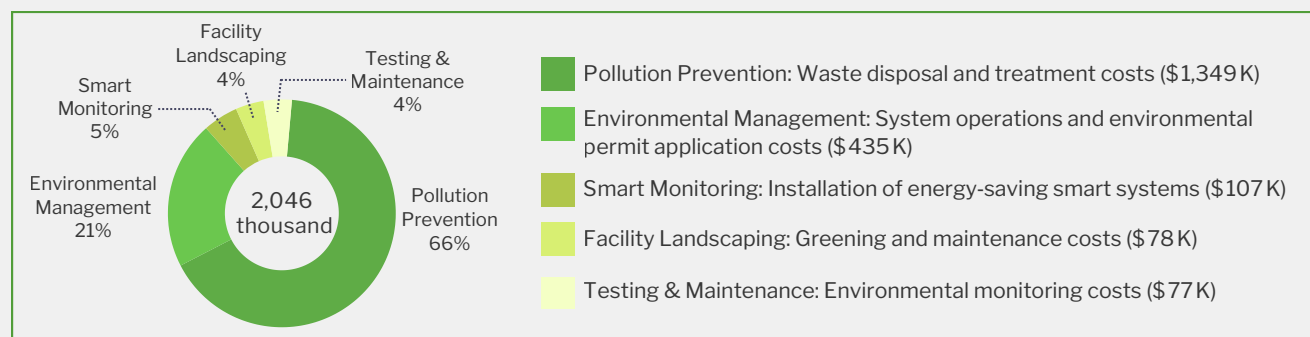 Facility
Landscaping
4%
Testing &
Maintenance
4%
Smart
Monitoring
5%
Environmental
Management
21%
2,046
thousand
Pollution
Prevention
66%
Pollution Prevention: Waste disposal and treatment costs ($1,349K)
Environmental Management: System operations and environmental
permit application costs ($435K)
Smart Monitoring: Installation of energy-saving smart systems ($107K)
Facility Landscaping: Greening and maintenance costs ($78K)
Testing & Maintenance: Environmental monitoring costs ($77K)